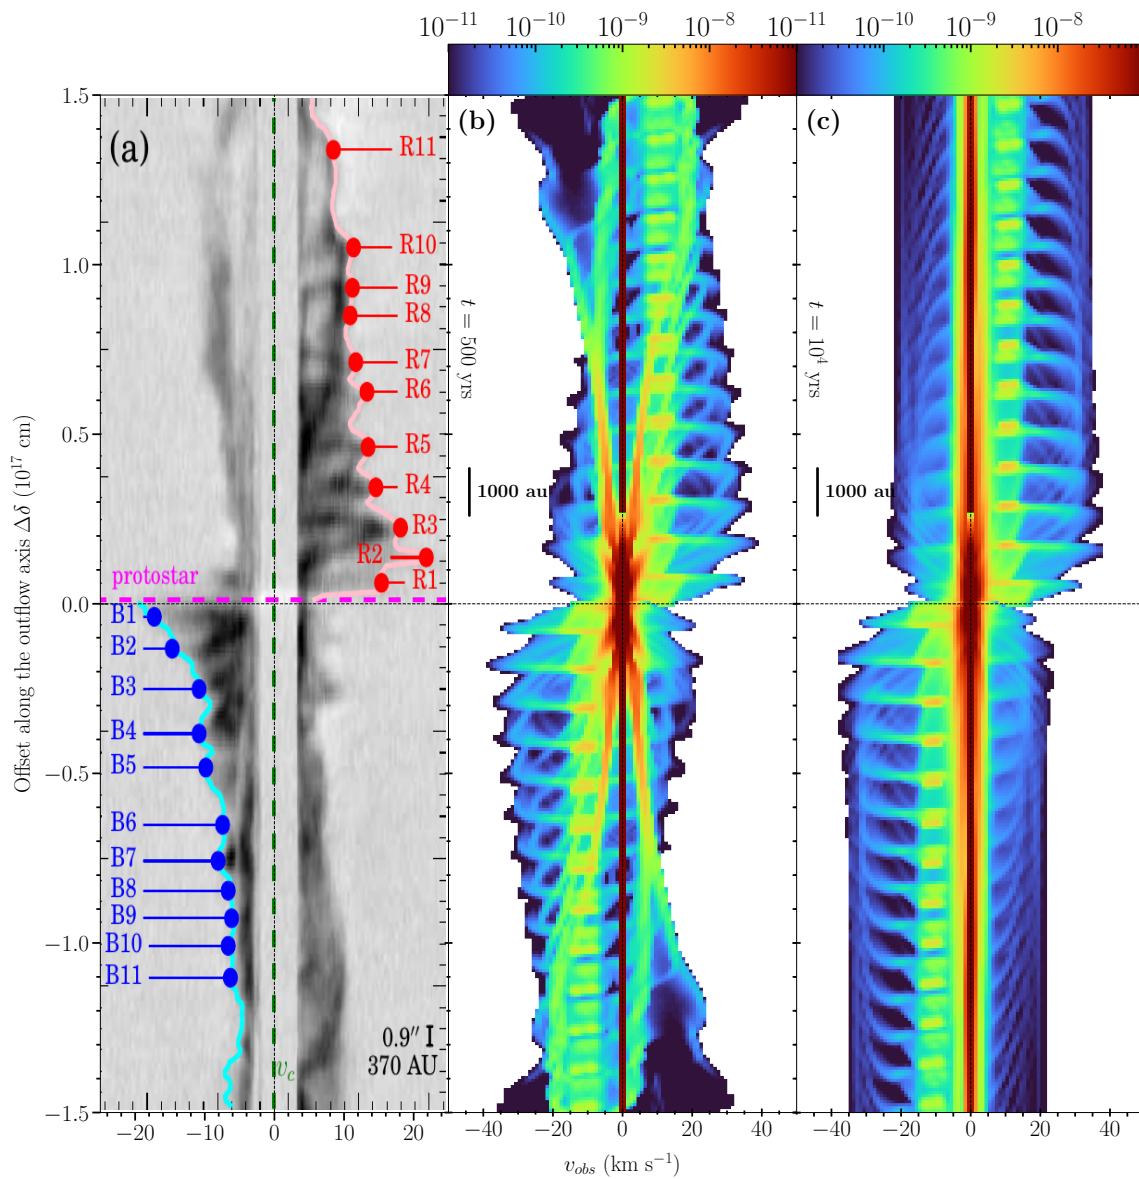 10⁻¹¹ 10⁻¹⁰ 10⁻⁹ 10⁻⁸
10⁻¹¹ 10⁻¹⁰ 10⁻⁹ 10⁻⁸
Offset along the outflow axis Δδ (10¹⁷ cm)
1.5
1.0
0.5
0.0
−0.5
−1.0
−1.5
(a)
R11
R10
R9
R8
R7
R6
R5
R4
R3
R2
R1
protostar
B1
B2
B3
B4
B5
B6
B7
B8
B9
B10
B11
0.9″ I
370 AU
v_c
−20 −10 0 10 20
(b)
t = 500 yrs
1000 au
−40 −20 0 20 40
v_obs (km s⁻¹)
(c)
t = 10⁴ yrs
1000 au
−40 −20 0 20 40